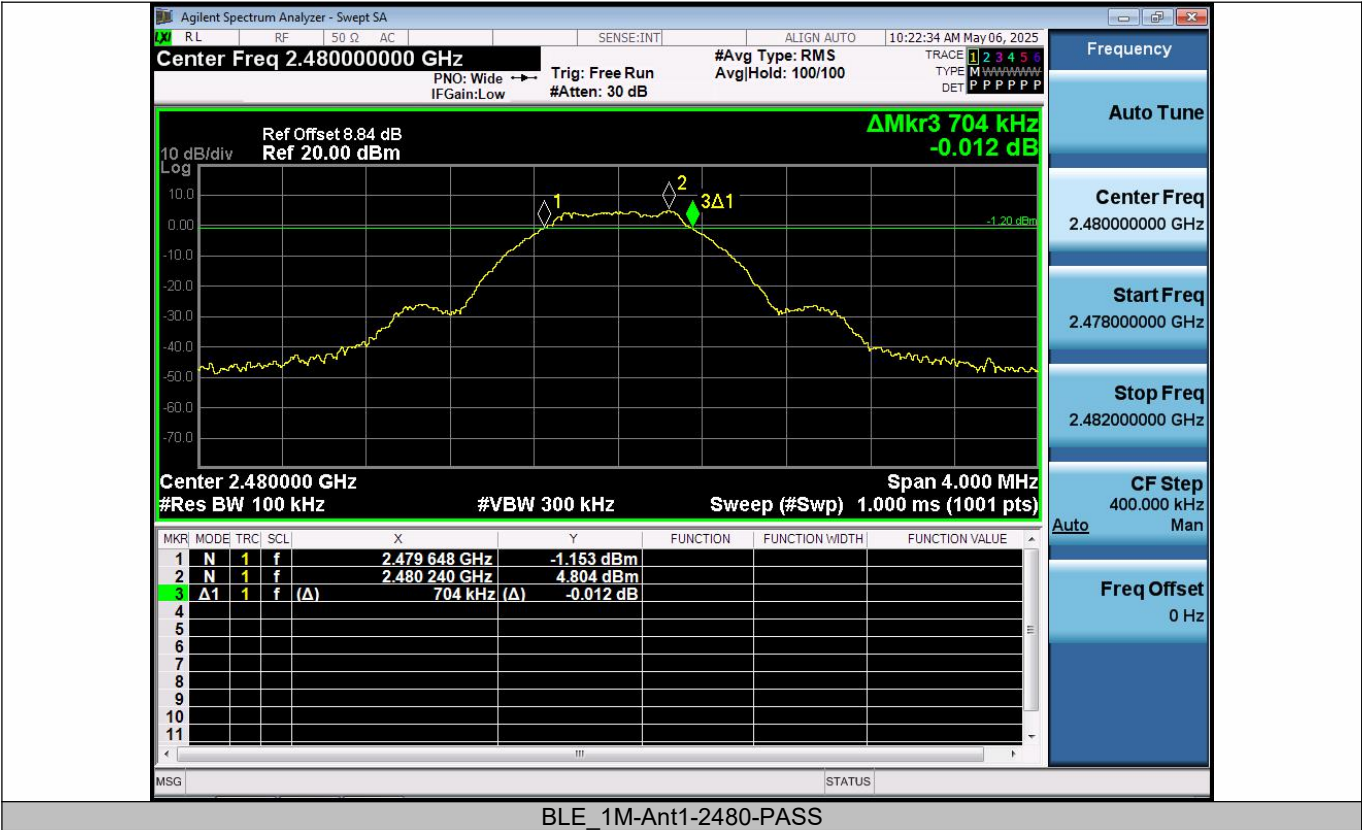 Agilent Spectrum Analyzer - Swept SA
LXI RL RF 50 Ω AC SENSE:INT ALIGN AUTO 10:22:34 AM May 06, 2025
Center Freq 2.480000000 GHz #Avg Type: RMS TRACE 1 2 3 4 5 6
PNO: Wide Trig: Free Run Avg|Hold: 100/100 TYPE M WWWWW
IFGain:Low #Atten: 30 dB DET P P P P P P
Frequency
Auto Tune
Center Freq
2.480000000 GHz
Start Freq
2.478000000 GHz
Stop Freq
2.482000000 GHz
CF Step
400.000 kHz
Auto Man
Freq Offset
0 Hz
ΔMkr3 704 kHz
-0.012 dB
Ref Offset 8.84 dB
10 dB/div Ref 20.00 dBm
Log
10.0
0.00
-10.0
-20.0
-30.0
-40.0
-50.0
-60.0
-70.0
1
2
3Δ1
-1.20 dBm
Center 2.480000 GHz Span 4.000 MHz
#Res BW 100 kHz #VBW 300 kHz Sweep (#Swp) 1.000 ms (1001 pts)
MKR MODE TRC SCL X Y FUNCTION FUNCTION WIDTH FUNCTION VALUE
1 N 1 f 2.479 648 GHz -1.153 dBm
2 N 1 f 2.480 240 GHz 4.804 dBm
3 Δ1 1 f (Δ) 704 kHz (Δ) -0.012 dB
4
5
6
7
8
9
10
11
MSG STATUS
BLE_1M-Ant1-2480-PASS